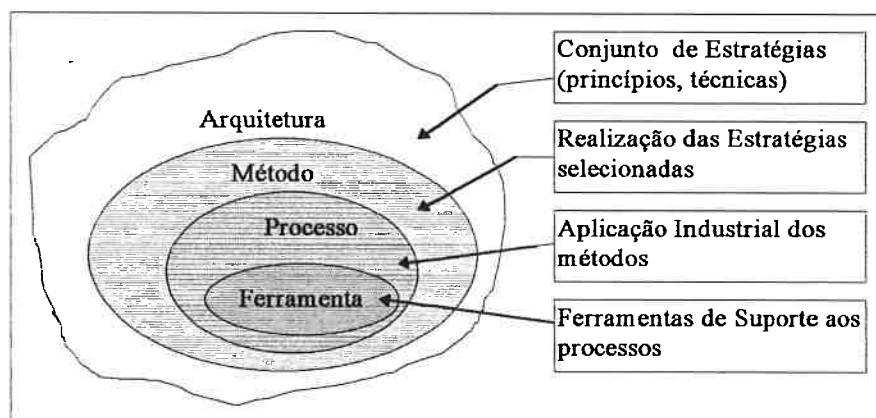 Arquitetura
Método
Processo
Ferramenta
Conjunto de Estratégias
(princípios, técnicas)
Realização das Estratégias
selecionadas
Aplicação Industrial dos
métodos
Ferramentas de Suporte aos
processos